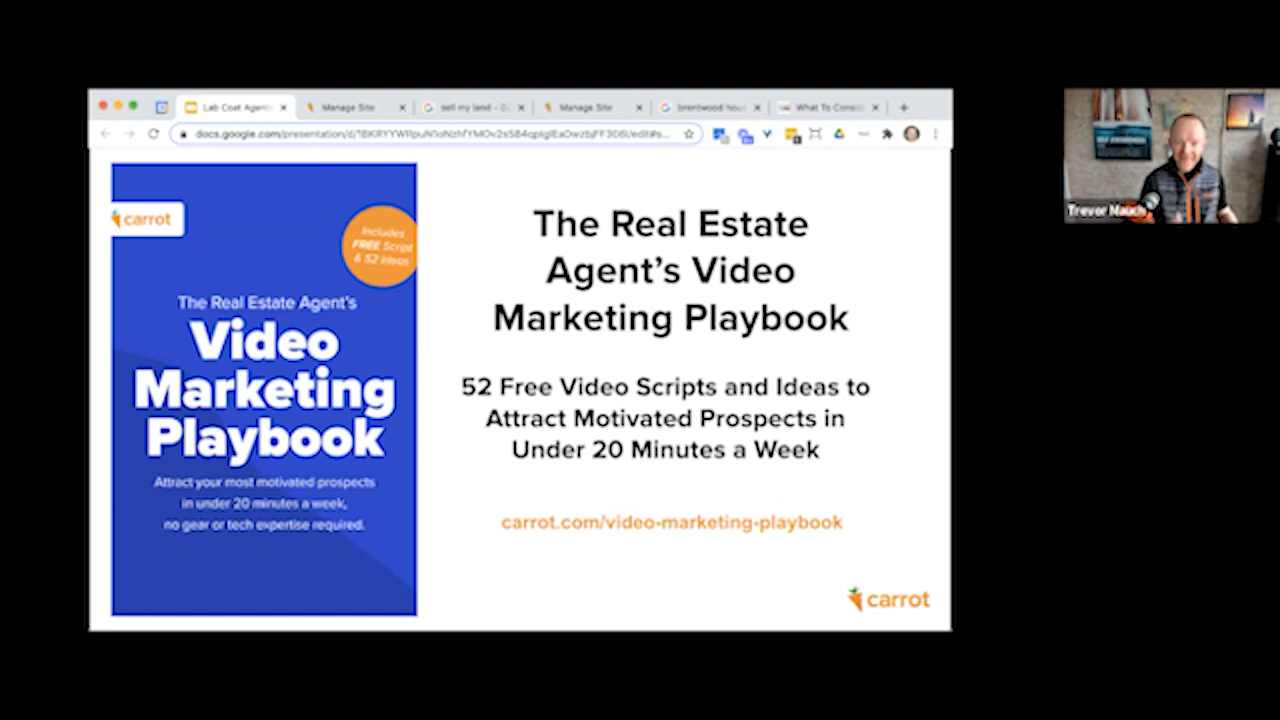 Lab Coat Agents
Manage Site
sell my land - G
Manage Site
brentwood hous
What To Consid
carrot
Includes
FREE Script
& 52 Ideas
The Real Estate Agent's
Video
Marketing
Playbook
Attract your most motivated prospects
in under 20 minutes a week,
no gear or tech expertise required.
The Real Estate
Agent’s Video
Marketing Playbook
52 Free Video Scripts and Ideas to
Attract Motivated Prospects in
Under 20 Minutes a Week
carrot.com/video-marketing-playbook
carrot
Trevor Mauch